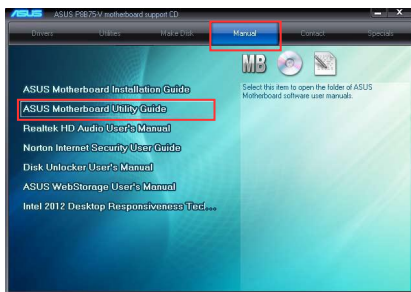 ASUS ASUS P8B75-V motherboard support CD
Drivers Utilities Make Disk Manual Contact Specials
MB
ASUS Motherboard Installation Guide
ASUS Motherboard Utility Guide
Realtek HD Audio User's Manual
Norton Internet Security User Guide
Disk Unlocker User's Manual
ASUS WebStorage User's Manual
Intel 2012 Desktop Responsiveness Tecl...
Select this item to open the folder of ASUS
Motherboard software user manuals.